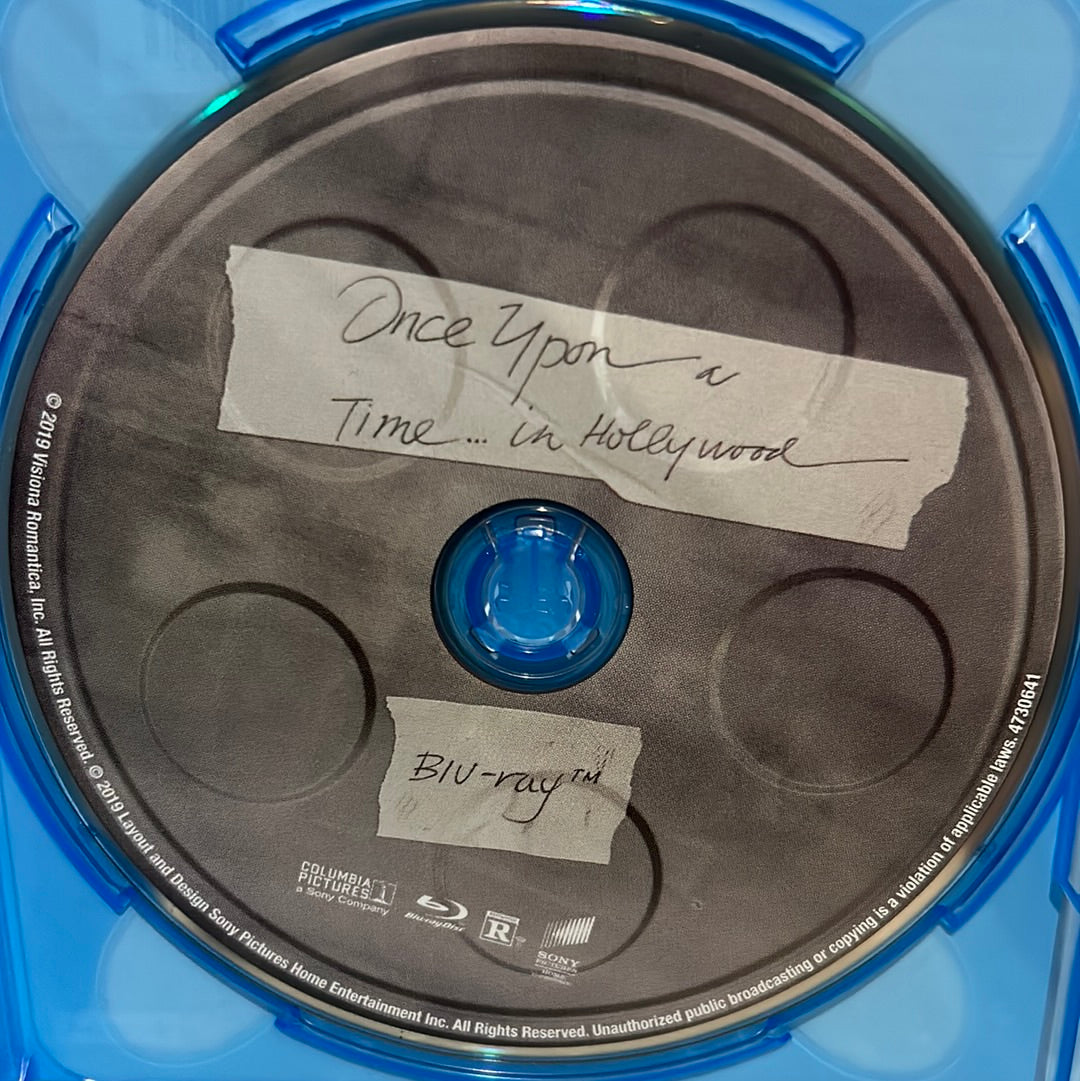 Once Upon a
Time... in Hollywood
Blu-ray™
COLUMBIA
PICTURES
a Sony Company
Blu-ray Disc
R
SONY
PICTURES
HOME
© 2019 Visiona Romantica, Inc. All Rights Reserved. © 2019 Layout and Design Sony Pictures Home Entertainment Inc. All Rights Reserved. Unauthorized public broadcasting or copying is a violation of applicable laws. 4730641